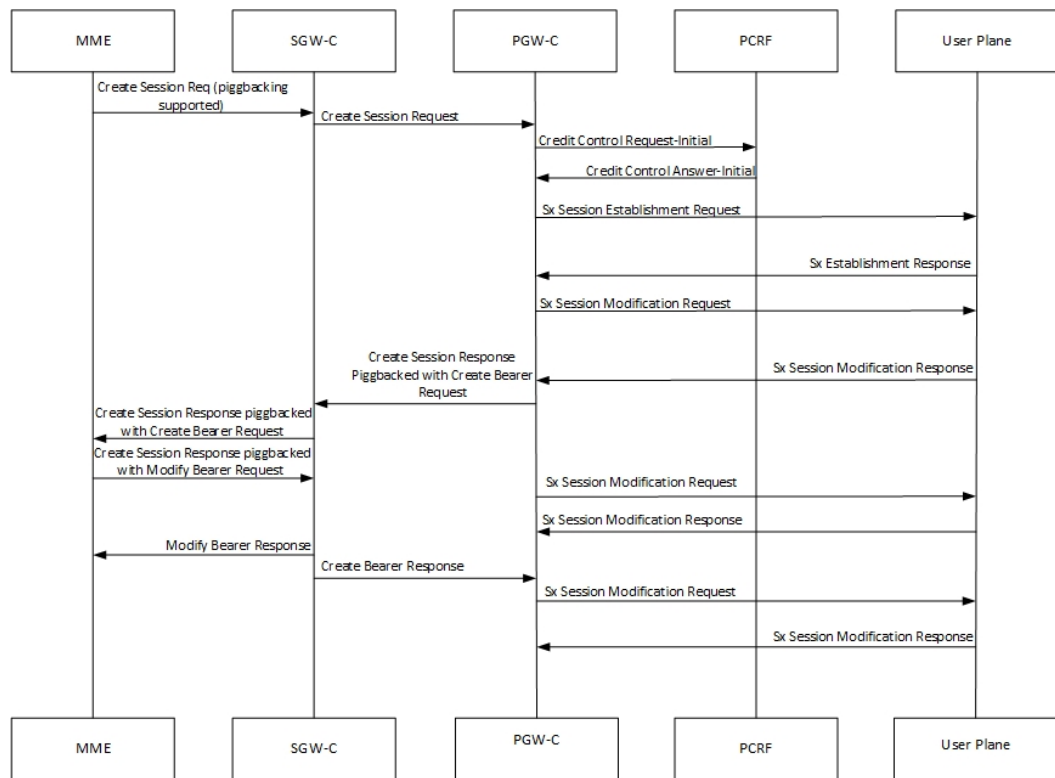 MME
SGW-C
PGW-C
PCRF
User Plane
Create Session Req (piggbacking
supported)
Create Session Request
Credit Control Request-Initial
Credit Control Answer-Initial
Sx Session Establishment Request
Sx Establishment Response
Sx Session Modification Request
Create Session Response
Piggbacked with Create Bearer
Request
Sx Session Modification Response
Create Session Response piggbacked
with Create Bearer Request
Create Session Response piggbacked
with Modify Bearer Request
Sx Session Modification Request
Sx Session Modification Response
Modify Bearer Response
Create Bearer Response
Sx Session Modification Request
Sx Session Modification Response
MME
SGW-C
PGW-C
PCRF
User Plane